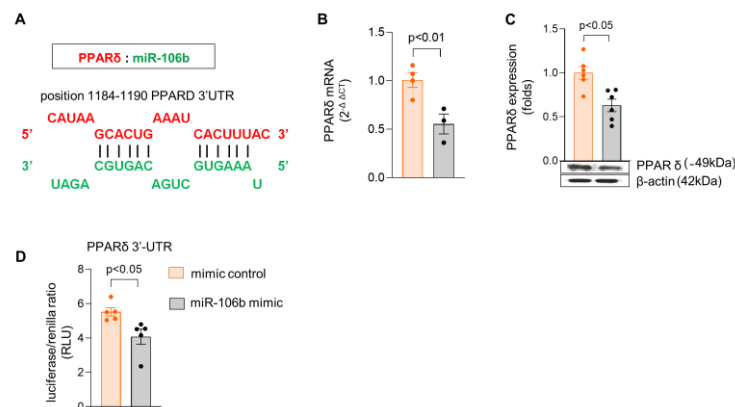 A
PPARδ : miR-106b
position 1184-1190 PPARD 3'UTR
CAUAA AAAU
5' GCACUG CACUUUAC 3'
3' CGUGAC GUGAAA 5'
UAGA AGUC U
B
p<0.01
PPARδ mRNA
(2-Δ ΔCT)
1.5
1.0
0.5
0.0
C
p<0.05
PPARδ expression
(folds)
1.5
1.0
0.5
0.0
PPAR δ (~49kDa)
β-actin (42kDa)
D
PPARδ 3'-UTR
p<0.05
luciferase/renilla ratio
(RLU)
8
6
4
2
0
mimic control
miR-106b mimic